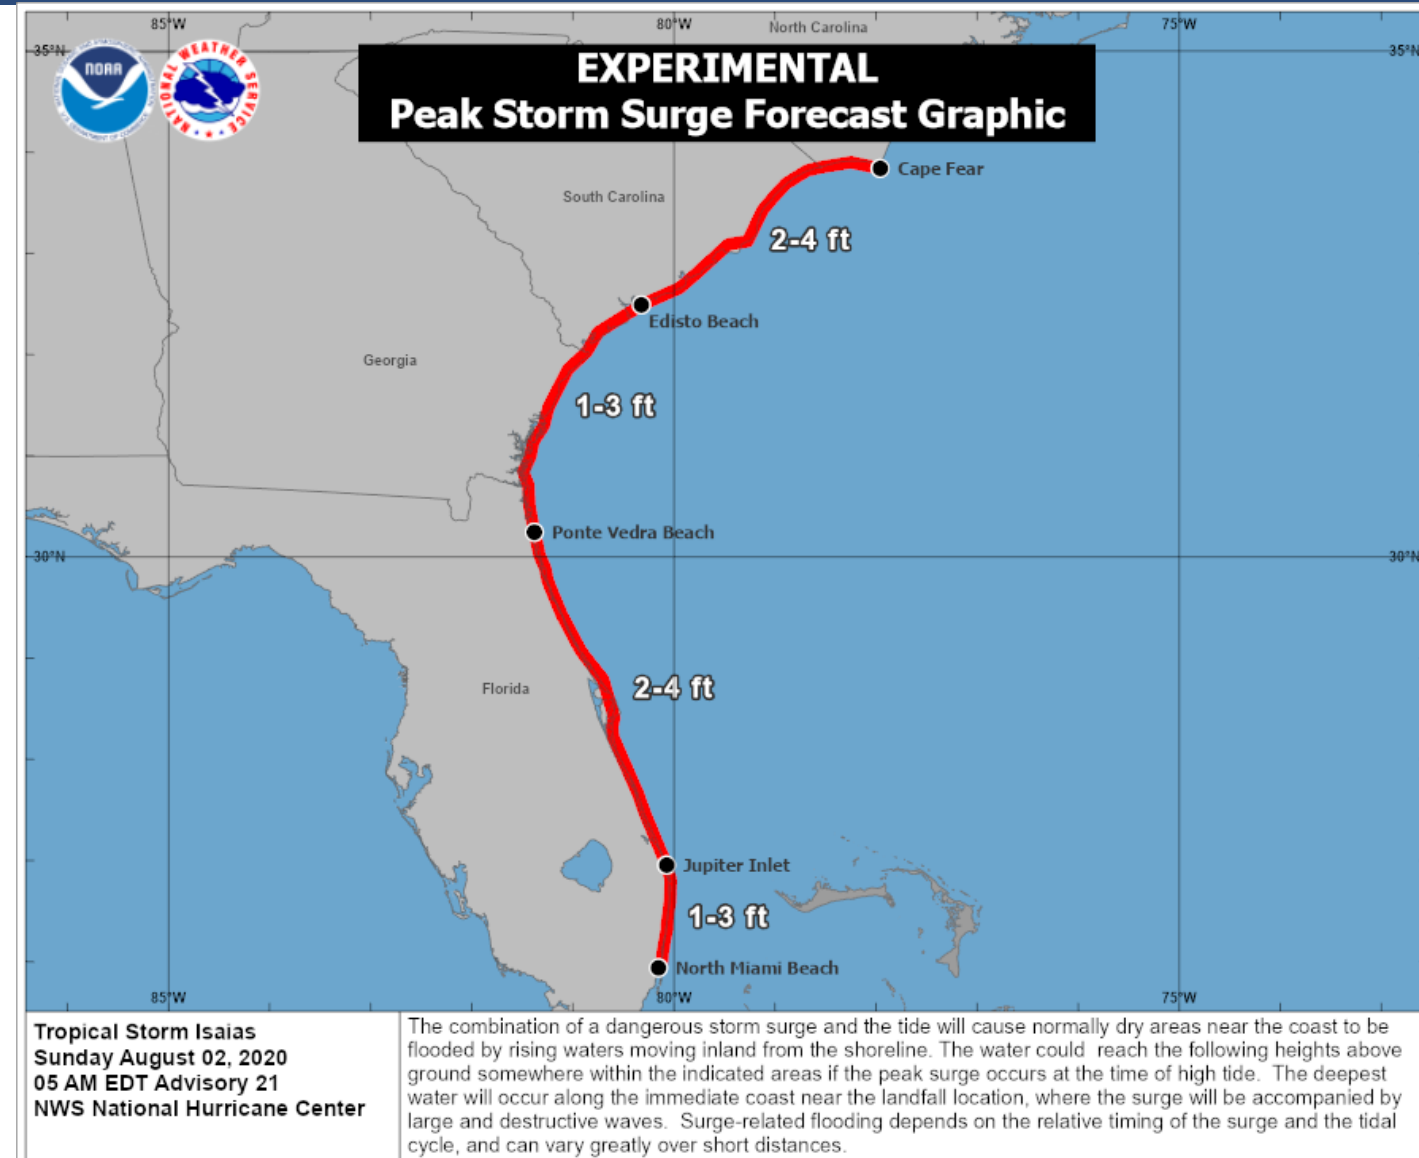 85°W
80°W
75°W
North Carolina
35°N
35°N
NOAA
NATIONAL WEATHER SERVICE
EXPERIMENTAL
Peak Storm Surge Forecast Graphic
Cape Fear
South Carolina
2-4 ft
Edisto Beach
Georgia
1-3 ft
Ponte Vedra Beach
30°N
30°N
Florida
2-4 ft
Jupiter Inlet
1-3 ft
North Miami Beach
85°W
80°W
75°W
Tropical Storm Isaias
Sunday August 02, 2020
05 AM EDT Advisory 21
NWS National Hurricane Center
The combination of a dangerous storm surge and the tide will cause normally dry areas near the coast to be
flooded by rising waters moving inland from the shoreline. The water could  reach the following heights above
ground somewhere within the indicated areas if the peak surge occurs at the time of high tide.  The deepest
water will occur along the immediate coast near the landfall location, where the surge will be accompanied by
large and destructive waves.  Surge-related flooding depends on the relative timing of the surge and the tidal
cycle, and can vary greatly over short distances.